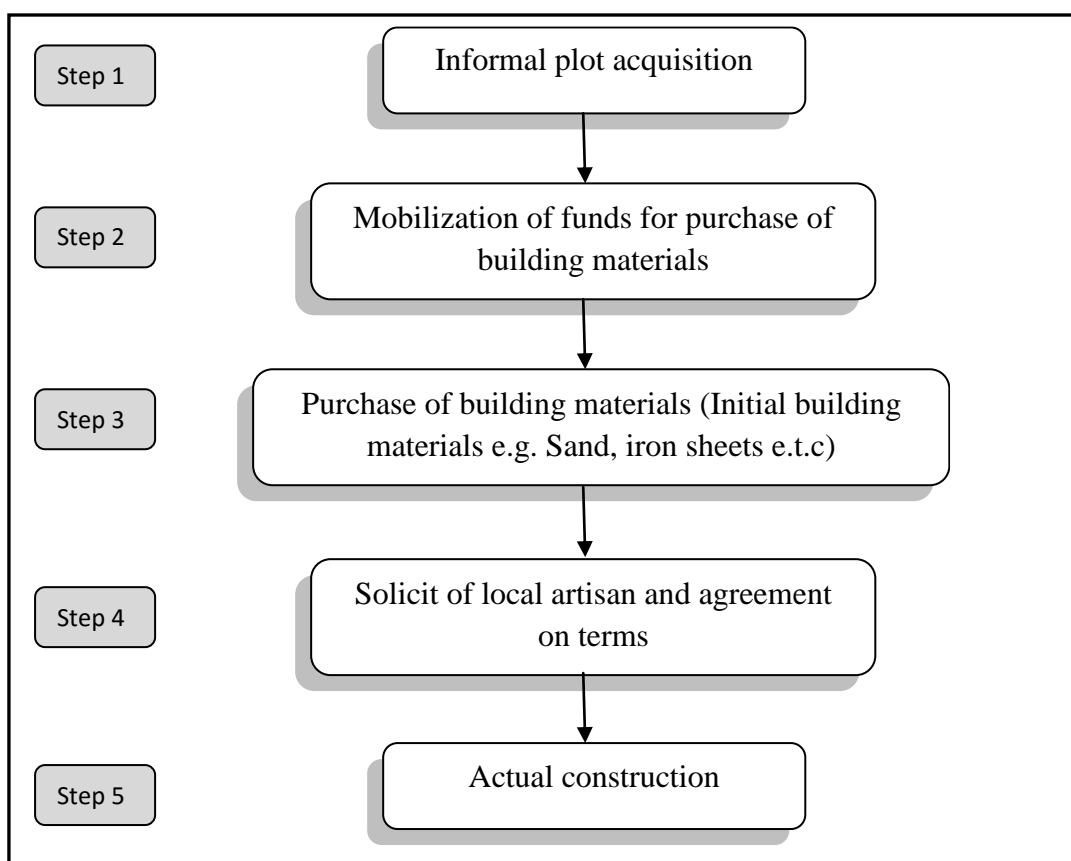 Step 1
Informal plot acquisition
Step 2
Mobilization of funds for purchase of
building materials
Step 3
Purchase of building materials (Initial building
materials e.g. Sand, iron sheets e.t.c)
Step 4
Solicit of local artisan and agreement
on terms
Step 5
Actual construction